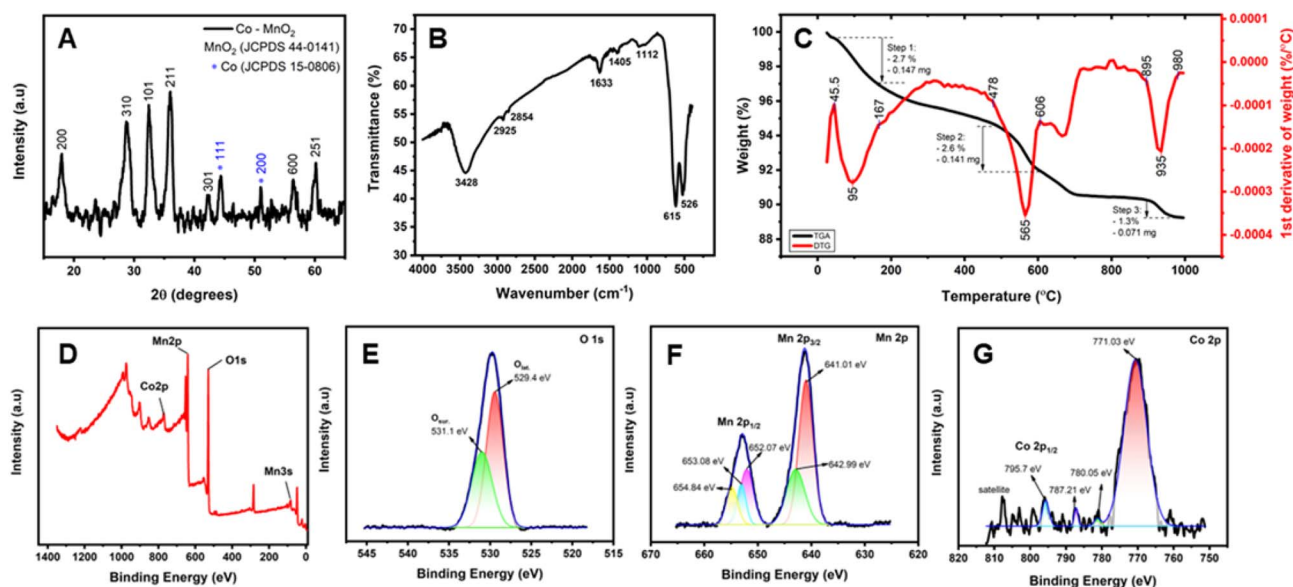 A
Co - MnO₂
MnO₂ (JCPDS 44-0141)
* Co (JCPDS 15-0806)
200
310
101
211
301
* 111
* 200
600
251
Intensity (a.u)
20
30
40
50
60
2θ (degrees)
B
70
65
60
55
50
45
40
35
30
Transmittance (%)
3428
2925
2854
1633
1405
1112
615
526
4000
3500
3000
2500
2000
1500
1000
500
Wavenumber (cm⁻¹)
C
100
98
96
94
92
90
88
Weight (%)
Step 1:
- 2.7 %
- 0.147 mg
Step 2:
- 2.6 %
- 0.141 mg
Step 3:
- 1.3%
- 0.071 mg
45.5
95
167
478
565
606
895
935
980
TGA
DTG
0
200
400
600
800
1000
Temperature (°C)
0.0001
0.0000
-0.0001
-0.0002
-0.0003
-0.0004
1st derivative of weight (%/°C)
D
Mn2p
O1s
Co2p
Mn3s
Intensity (a.u)
1400
1200
1000
800
600
400
200
0
Binding Energy (eV)
E
O 1s
O lat.
529.4 eV
O sur.
531.1 eV
Intensity (a.u)
545
540
535
530
525
520
Binding Energy (eV)
F
Mn 2p
Mn 2p₃/₂
641.01 eV
Mn 2p₁/₂
652.07 eV
653.08 eV
654.84 eV
642.99 eV
Intensity (a.u)
670
660
650
640
630
620
Binding Energy (eV)
G
Co 2p
771.03 eV
Co 2p₁/₂
795.7 eV
780.05 eV
787.21 eV
satellite
Intensity (a.u)
820
810
800
790
780
770
760
750
Binding Energy (eV)